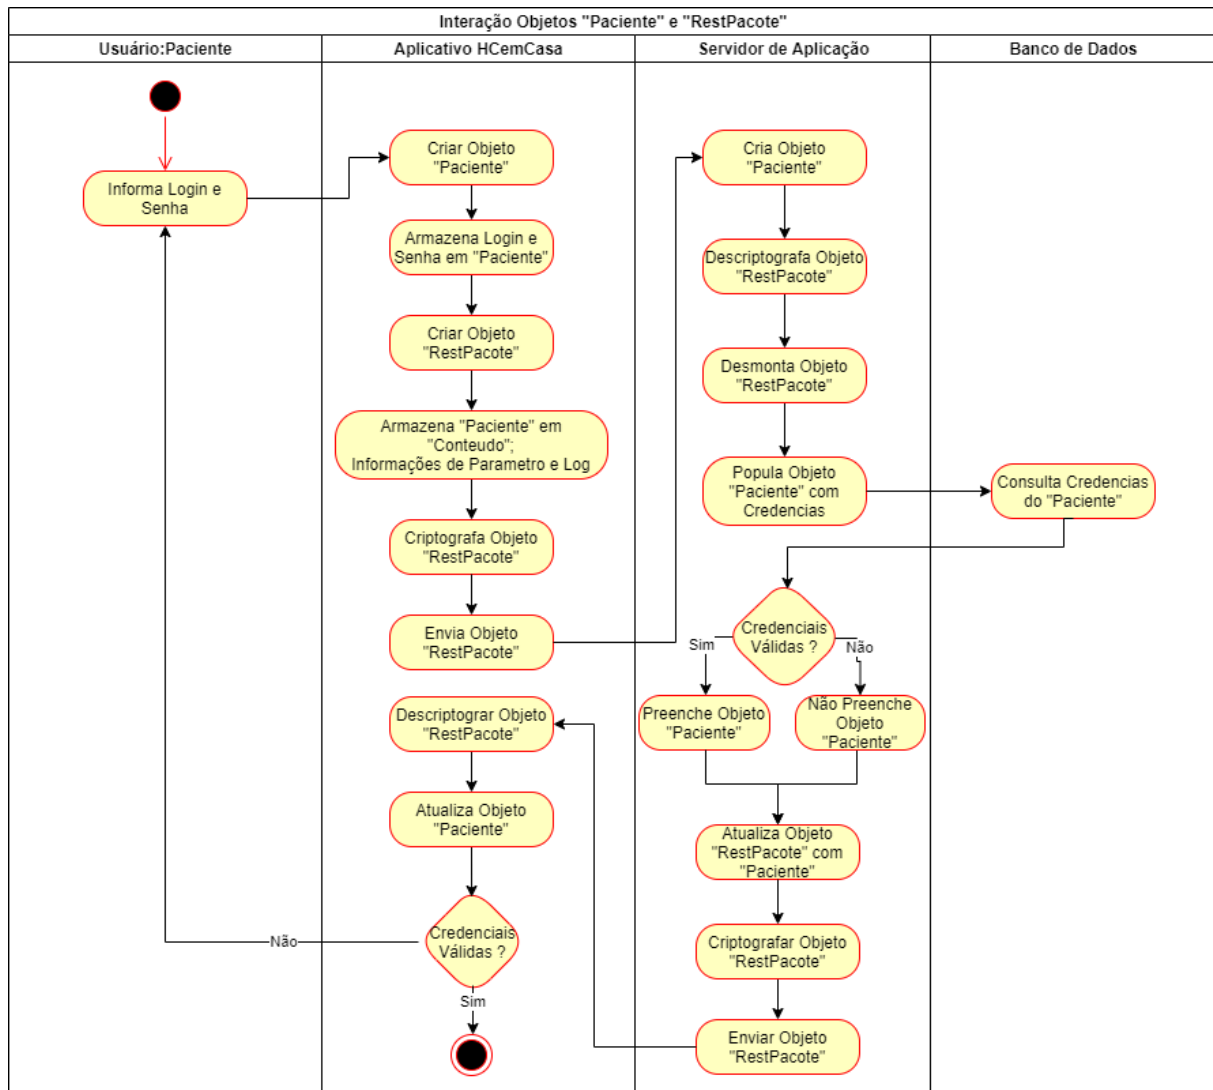 Interação Objetos "Paciente" e "RestPacote"
Usuário:Paciente
Aplicativo HCemCasa
Servidor de Aplicação
Banco de Dados
Informa Login e
Senha
Criar Objeto
"Paciente"
Armazena Login e
Senha em "Paciente"
Criar Objeto
"RestPacote"
Armazena "Paciente" em
"Conteudo";
Informações de Parametro e Log
Criptografa Objeto
"RestPacote"
Envia Objeto
"RestPacote"
Cria Objeto
"Paciente"
Descriptografa Objeto
"RestPacote"
Desmonta Objeto
"RestPacote"
Popula Objeto
"Paciente" com
Credencias
Consulta Credencias
do "Paciente"
Credenciais
Válidas ?
Sim
Não
Preenche Objeto
"Paciente"
Não Preenche
Objeto
"Paciente"
Atualiza Objeto
"RestPacote" com
"Paciente"
Criptografar Objeto
"RestPacote"
Enviar Objeto
"RestPacote"
Descriptograr Objeto
"RestPacote"
Atualiza Objeto
"Paciente"
Credenciais
Válidas ?
Não
Sim